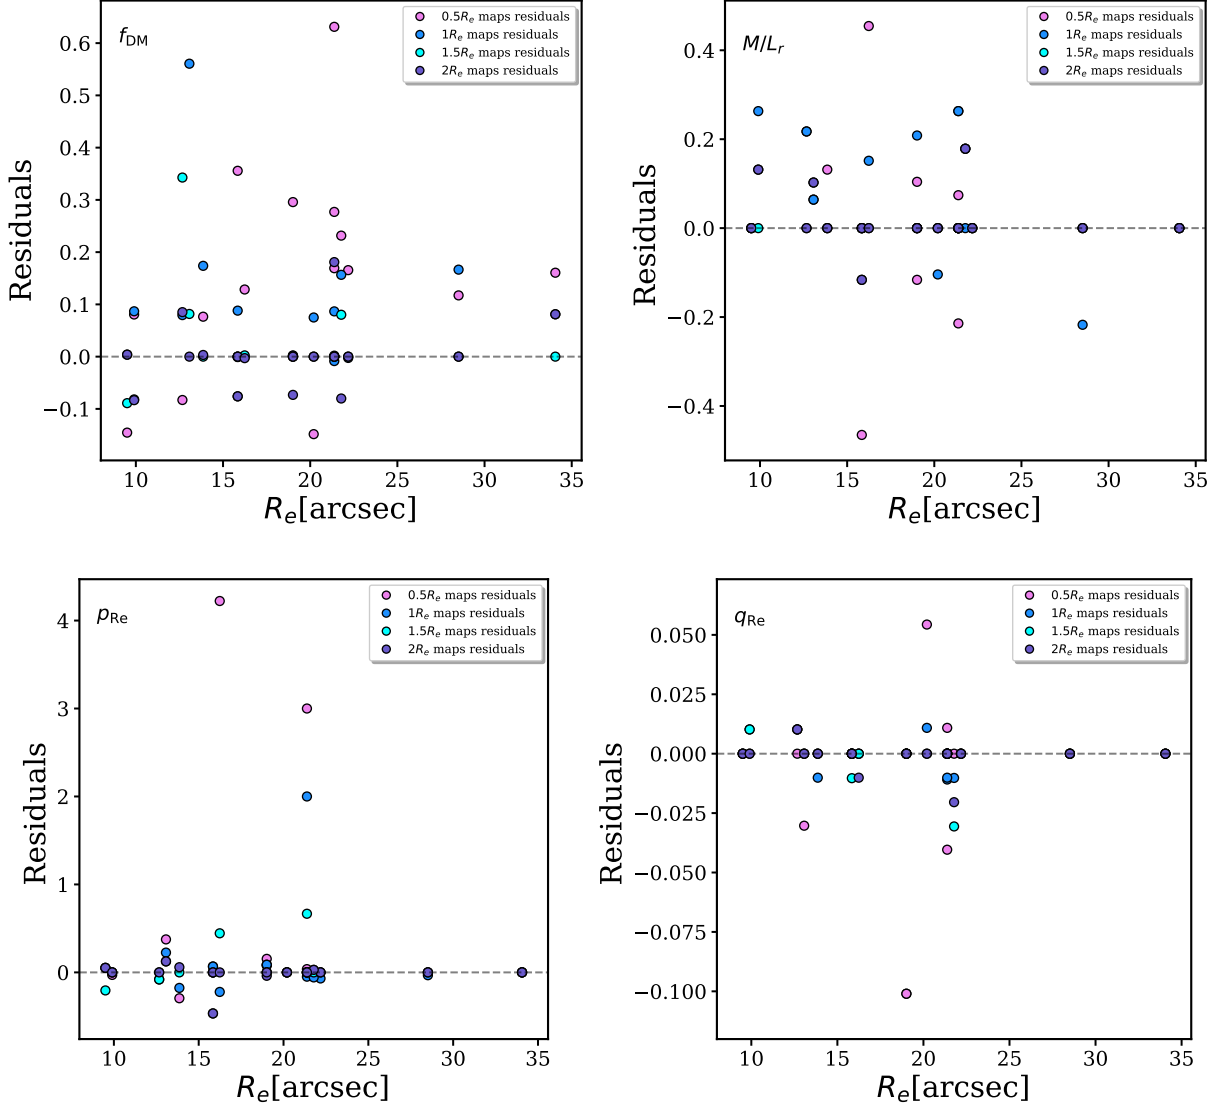 f_DM
0.5R_e maps residuals
1R_e maps residuals
1.5R_e maps residuals
2R_e maps residuals
0.6
0.5
0.4
0.3
0.2
0.1
0.0
−0.1
Residuals
10 15 20 25 30 35
R_e[arcsec]
M/L_r
0.5R_e maps residuals
1R_e maps residuals
1.5R_e maps residuals
2R_e maps residuals
0.4
0.2
0.0
−0.2
−0.4
Residuals
10 15 20 25 30 35
R_e[arcsec]
p_Re
0.5R_e maps residuals
1R_e maps residuals
1.5R_e maps residuals
2R_e maps residuals
4
3
2
1
0
Residuals
10 15 20 25 30 35
R_e[arcsec]
q_Re
0.5R_e maps residuals
1R_e maps residuals
1.5R_e maps residuals
2R_e maps residuals
0.050
0.025
0.000
−0.025
−0.050
−0.075
−0.100
Residuals
10 15 20 25 30 35
R_e[arcsec]